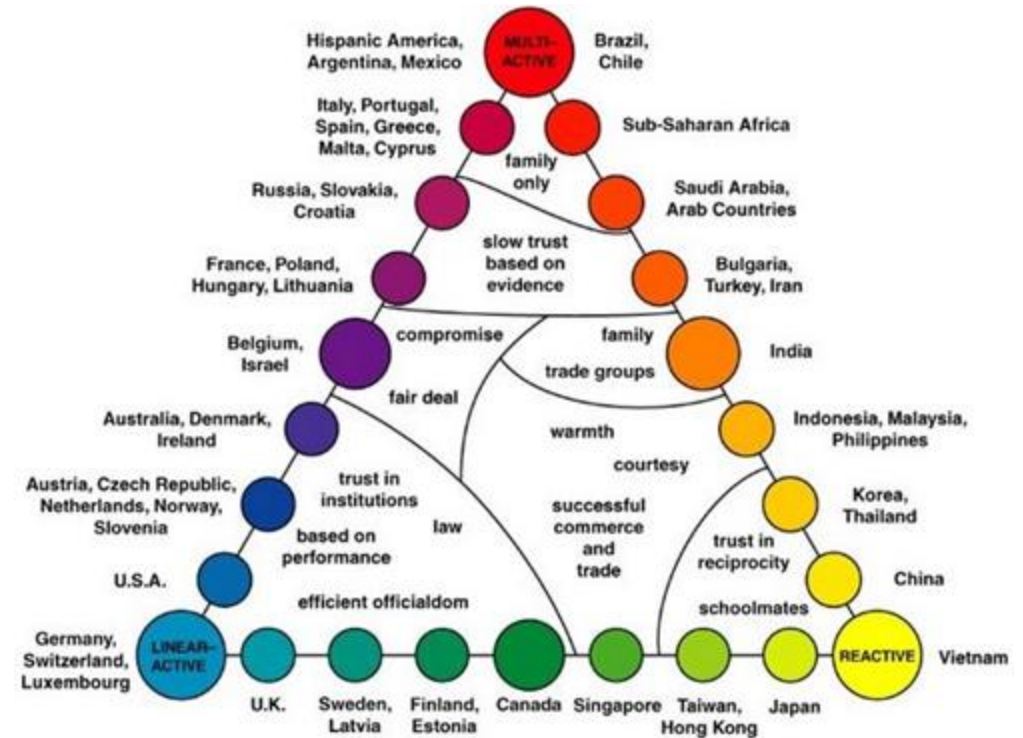 Hispanic America,
Argentina, Mexico
MULTI-
ACTIVE
Brazil,
Chile
Italy, Portugal,
Spain, Greece,
Malta, Cyprus
Sub-Saharan Africa
family
only
Russia, Slovakia,
Croatia
Saudi Arabia,
Arab Countries
slow trust
based on
evidence
France, Poland,
Hungary, Lithuania
Bulgaria,
Turkey, Iran
compromise
family
Belgium,
Israel
India
trade groups
fair deal
Australia, Denmark,
Ireland
warmth
Indonesia, Malaysia,
Philippines
courtesy
Austria, Czech Republic,
Netherlands, Norway,
Slovenia
trust in
institutions
law
based on
performance
successful
commerce
and
trade
Korea,
Thailand
trust in
reciprocity
U.S.A.
China
efficient officialdom
schoolmates
Germany,
Switzerland,
Luxembourg
LINEAR-
ACTIVE
REACTIVE
Vietnam
U.K.
Sweden,
Latvia
Finland,
Estonia
Canada
Singapore
Taiwan,
Hong Kong
Japan